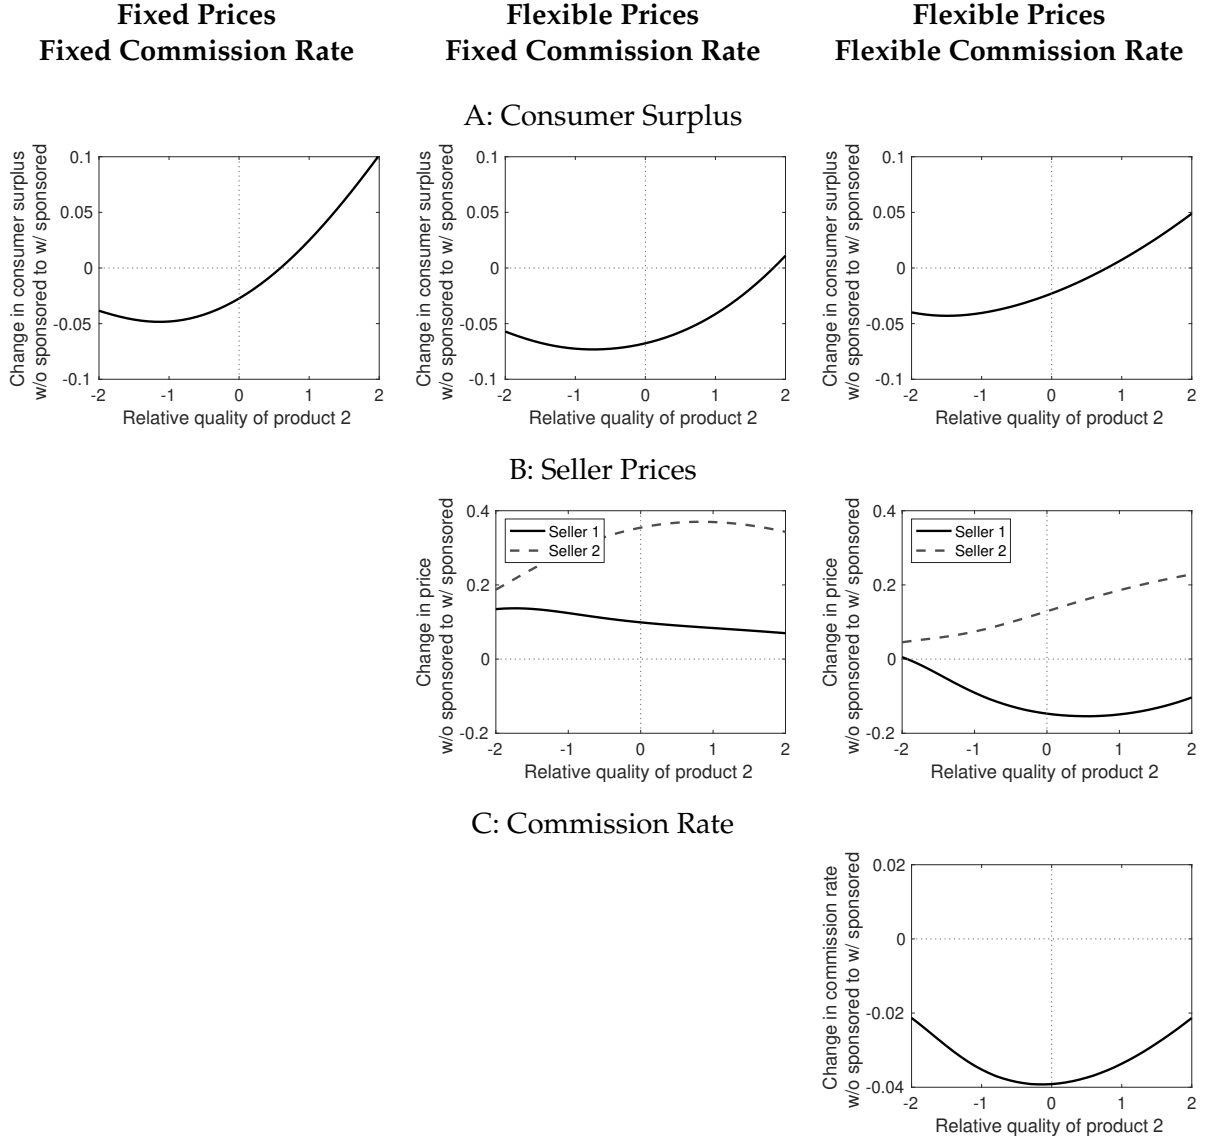 Fixed Prices
Fixed Commission Rate
Flexible Prices
Fixed Commission Rate
Flexible Prices
Flexible Commission Rate
A: Consumer Surplus
Change in consumer surplus
w/o sponsored to w/ sponsored
0.1
0.05
0
-0.05
-0.1
-2 -1 0 1 2
Relative quality of product 2
Change in consumer surplus
w/o sponsored to w/ sponsored
0.1
0.05
0
-0.05
-0.1
-2 -1 0 1 2
Relative quality of product 2
Change in consumer surplus
w/o sponsored to w/ sponsored
0.1
0.05
0
-0.05
-0.1
-2 -1 0 1 2
Relative quality of product 2
B: Seller Prices
Change in price
w/o sponsored to w/ sponsored
0.4
0.2
0
-0.2
Seller 1
Seller 2
-2 -1 0 1 2
Relative quality of product 2
Change in price
w/o sponsored to w/ sponsored
0.4
0.2
0
-0.2
Seller 1
Seller 2
-2 -1 0 1 2
Relative quality of product 2
C: Commission Rate
Change in commission rate
w/o sponsored to w/ sponsored
0.02
0
-0.02
-0.04
-2 -1 0 1 2
Relative quality of product 2